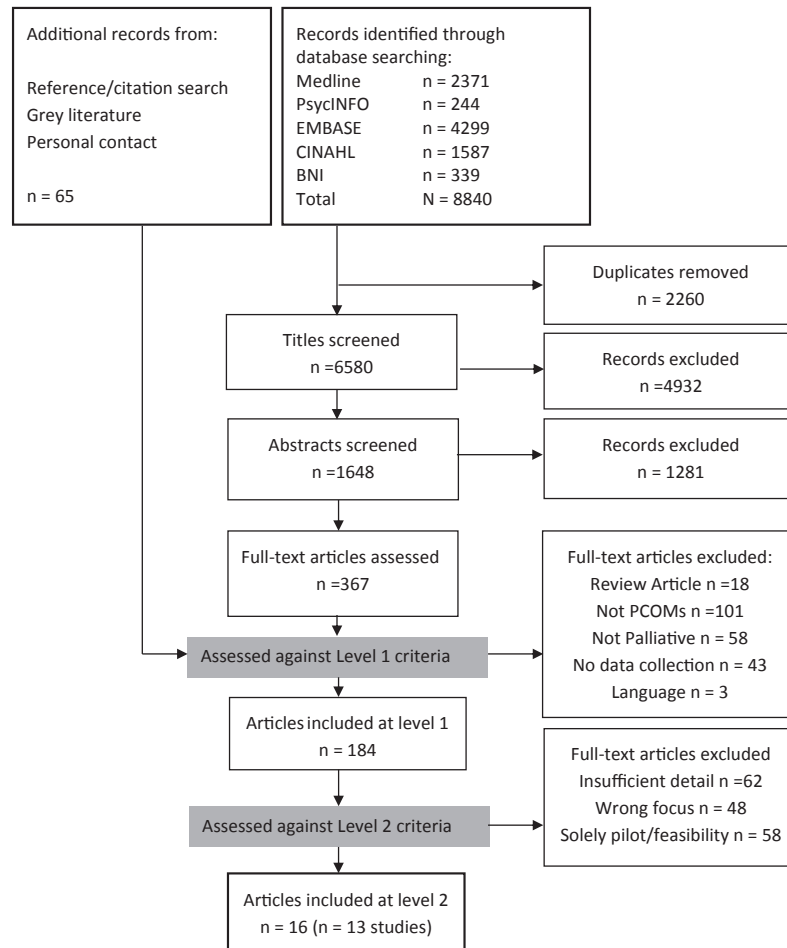 Additional records from:
Reference/citation search
Grey literature
Personal contact
n = 65
Records identified through
database searching:
Medline n = 2371
PsycINFO n = 244
EMBASE n = 4299
CINAHL n = 1587
BNI n = 339
Total N = 8840
Duplicates removed
n = 2260
Titles screened
n =6580
Records excluded
n =4932
Abstracts screened
n =1648
Records excluded
n =1281
Full-text articles assessed
n =367
Full-text articles excluded:
Review Article n =18
Not PCOMs n =101
Not Palliative n = 58
No data collection n = 43
Language n = 3
Assessed against Level 1 criteria
Articles included at level 1
n = 184
Full-text articles excluded
Insufficient detail n =62
Wrong focus n = 48
Solely pilot/feasibility n = 58
Assessed against Level 2 criteria
Articles included at level 2
n = 16 (n = 13 studies)